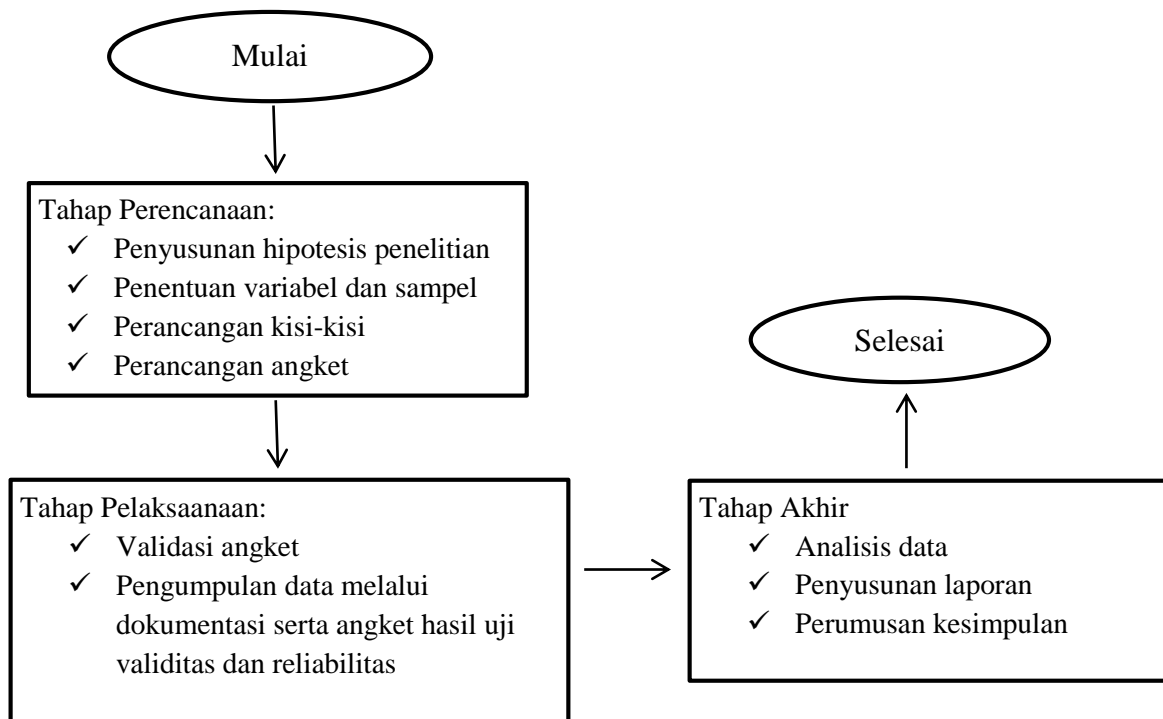 Mulai
Tahap Perencanaan:
✓ Penyusunan hipotesis penelitian
✓ Penentuan variabel dan sampel
✓ Perancangan kisi-kisi
✓ Perancangan angket
Tahap Pelaksaanaan:
✓ Validasi angket
✓ Pengumpulan data melalui
dokumentasi serta angket hasil uji
validitas dan reliabilitas
Tahap Akhir
✓ Analisis data
✓ Penyusunan laporan
✓ Perumusan kesimpulan
Selesai